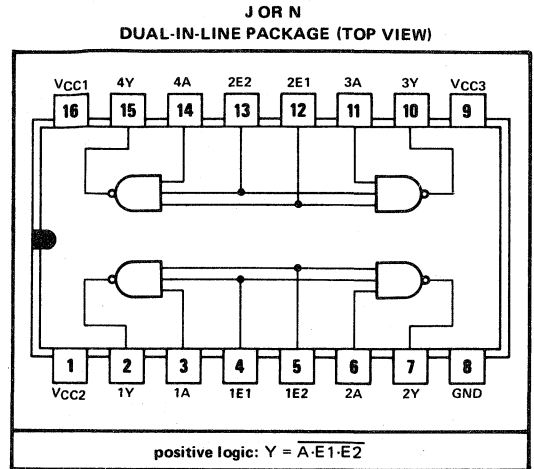 J OR N
DUAL-IN-LINE PACKAGE (TOP VIEW)
VCC1 4Y 4A 2E2 2E1 3A 3Y VCC3
16 15 14 13 12 11 10 9
1 2 3 4 5 6 7 8
VCC2 1Y 1A 1E1 1E2 2A 2Y GND
positive logic: Y = A·E1·E2